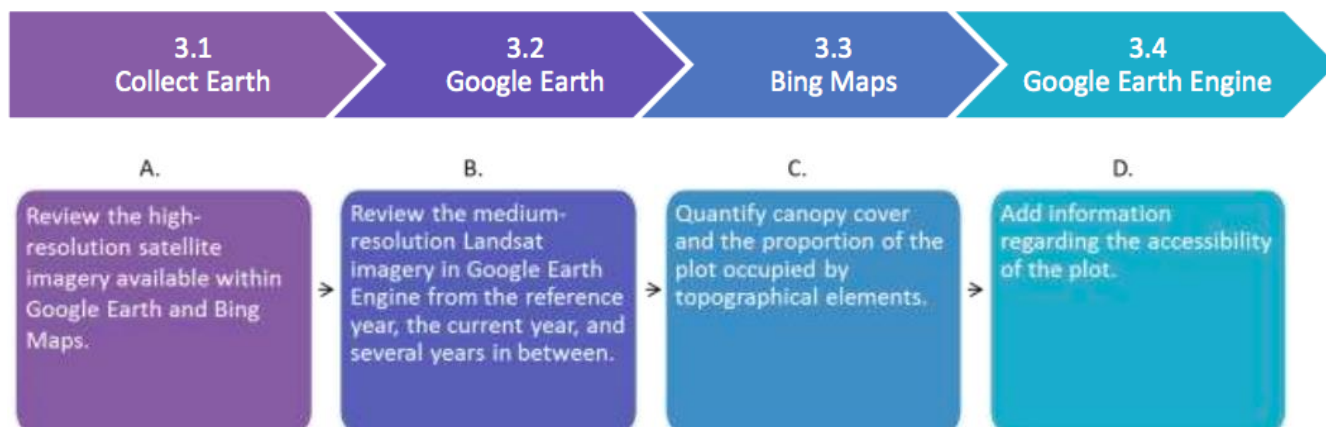 3.1
Collect Earth
3.2
Google Earth
3.3
Bing Maps
3.4
Google Earth Engine
A.
Review the high-
resolution satellite
imagery available within
Google Earth and Bing
Maps.
B.
Review the medium-
resolution Landsat
imagery in Google Earth
Engine from the reference
year, the current year, and
several years in between.
C.
Quantify canopy cover
and the proportion of the
plot occupied by
topographical elements.
D.
Add information
regarding the accessibility
of the plot.